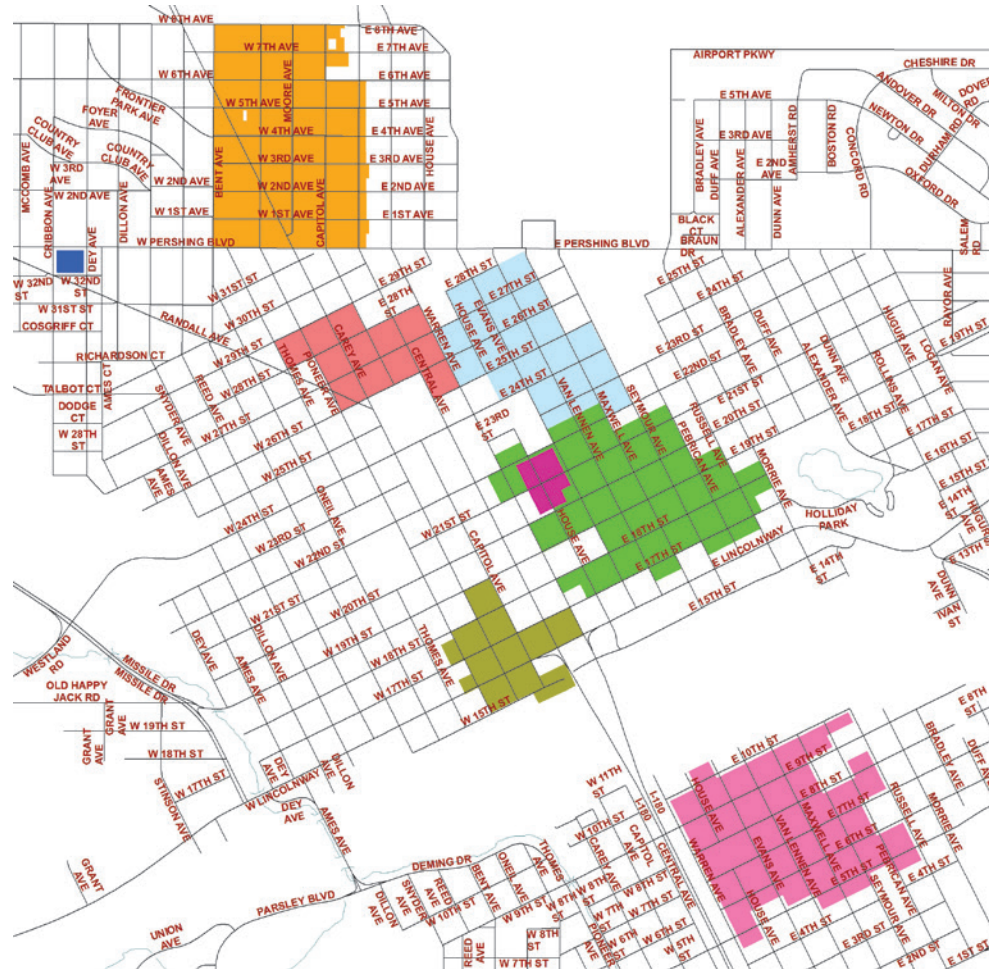 W 8TH AVE
E 8TH AVE
W 7TH AVE
E 7TH AVE
W 6TH AVE
E 6TH AVE
MOORE AVE
FRONTIER
PARK AVE
W 5TH AVE
E 5TH AVE
FOYER
AVE
W 4TH AVE
E 4TH AVE
HOUSE AVE
COUNTRY
CLUB AVE
COUNTRY
CLUB AVE
W 3RD
AVE
W 3RD AVE
E 3RD AVE
BENT AVE
MCCOMB AVE
W 2ND AVE
W 2ND AVE
W 2ND AVE
E 2ND AVE
CRIBBON AVE
DILLON AVE
W 1ST AVE
W 1ST AVE
CAPITOL AVE
E 1ST AVE
DEY AVE
W PERSHING BLVD
E PERSHING BLVD
AIRPORT PKWY
CHESHIRE DR
ANDOVER DR
MILTON DR
DOVER
RD
E 5TH AVE
NEWTON DR
DURHAM RD
BRADLEY AVE
DUFF AVE
E 3RD AVE
ALEXANDER AVE
E 2ND
AVE
DUNN AVE
AMHERST RD
BOSTON RD
CONCORD RD
OXFORD DR
BLACK
CT
BRAUN
DR
SALEM
RD
W 32ND
ST
W 32ND
ST
W 31ST ST
COSGRIFF CT
RICHARDSON CT
TALBOT CT
AMES CT
DODGE
CT
W 28TH
ST
RANDALL AVE
W 31ST ST
W 30TH ST
W 29TH ST
W 28TH ST
W 27TH ST
W 26TH ST
W 25TH ST
W 24TH ST
W 23RD ST
W 22ND ST
W 21ST ST
W 20TH ST
W 19TH ST
W 18TH ST
W 17TH ST
W 15TH ST
SNYDER AVE
REED AVE
THOMES AVE
PIONEER AVE
CAREY AVE
CENTRAL AVE
WARREN AVE
HOUSE AVE
EVANS AVE
DILLON AVE
AMES
AVE
ONEIL AVE
E 29TH ST
E 28TH
ST
E 28TH ST
E 27TH ST
E 26TH ST
E 25TH ST
E 24TH ST
E 23RD
ST
E 25TH ST
E 24TH ST
E 23RD ST
E 22ND ST
E 21ST ST
E 20TH ST
E 19TH ST
VAN LENNEN AVE
MAXWELL AVE
SEYMOUR AVE
PEBRICAN AVE
RUSSELL AVE
MORRIE AVE
BRADLEY AVE
DUFF AVE
DUNN AVE
ALEXANDER AVE
HUGUR AVE
ROLLINS AVE
LOGAN AVE
RAYOR AVE
E 19TH ST
E 18TH ST
E 17TH ST
E 16TH ST
E 15TH ST
E 14TH
ST
E 13TH ST
DUNN
AVE
IVAN
ST
HOLLIDAY
PARK
E 14TH
ST
W 21ST ST
CAPITOL AVE
HOUSE AVE
E 18TH ST
E 17TH ST
E LINCOLNWAY
E 15TH ST
THOMES AVE
DEY AVE
AMES AVE
DILLON AVE
WESTLAND
RD
MISSILE DR
MISSILE DR
OLD HAPPY
JACK RD
GRANT
AVE
GRANT
AVE
W 19TH ST
W 18TH ST
W 17TH ST
STINSON AVE
W LINCOLNWAY
DEY
AVE
DILLON
AVE
DEY
AVE
AMES AVE
GRANT
AVE
UNION
AVE
PARSLEY BLVD
DEMING DR
DILLON
AVE
SNYDER
AVE
REED
AVE
BENT AVE
ONEIL AVE
THOMES
AVE
W 10TH ST
W 9TH ST
W 8TH ST
W 8TH
ST
W 7TH ST
REED
AVE
W 11TH
ST
W 10TH ST
CAREY AVE
CAPITOL
AVE
CENTRAL AVE
I-180
I-180
W 8TH ST
W 7TH
ST
W 7TH ST
W 6TH
ST
W 6TH ST
W 5TH
ST
PIONEER
AVE
WARREN AVE
HOUSE AVE
EVANS AVE
VAN LENNEN AVE
MAXWELL AVE
HOUSE AVE
E 10TH ST
E 9TH ST
E 8TH ST
E 7TH ST
E 6TH ST
E 5TH ST
E 4TH ST
E 3RD ST
E 2ND ST
E 1ST ST
E 4TH ST
SEYMOUR AVE
PEBRICAN AVE
RUSSELL AVE
MORRIE AVE
BRADLEY AVE
DUFF AVE
E 8TH
ST